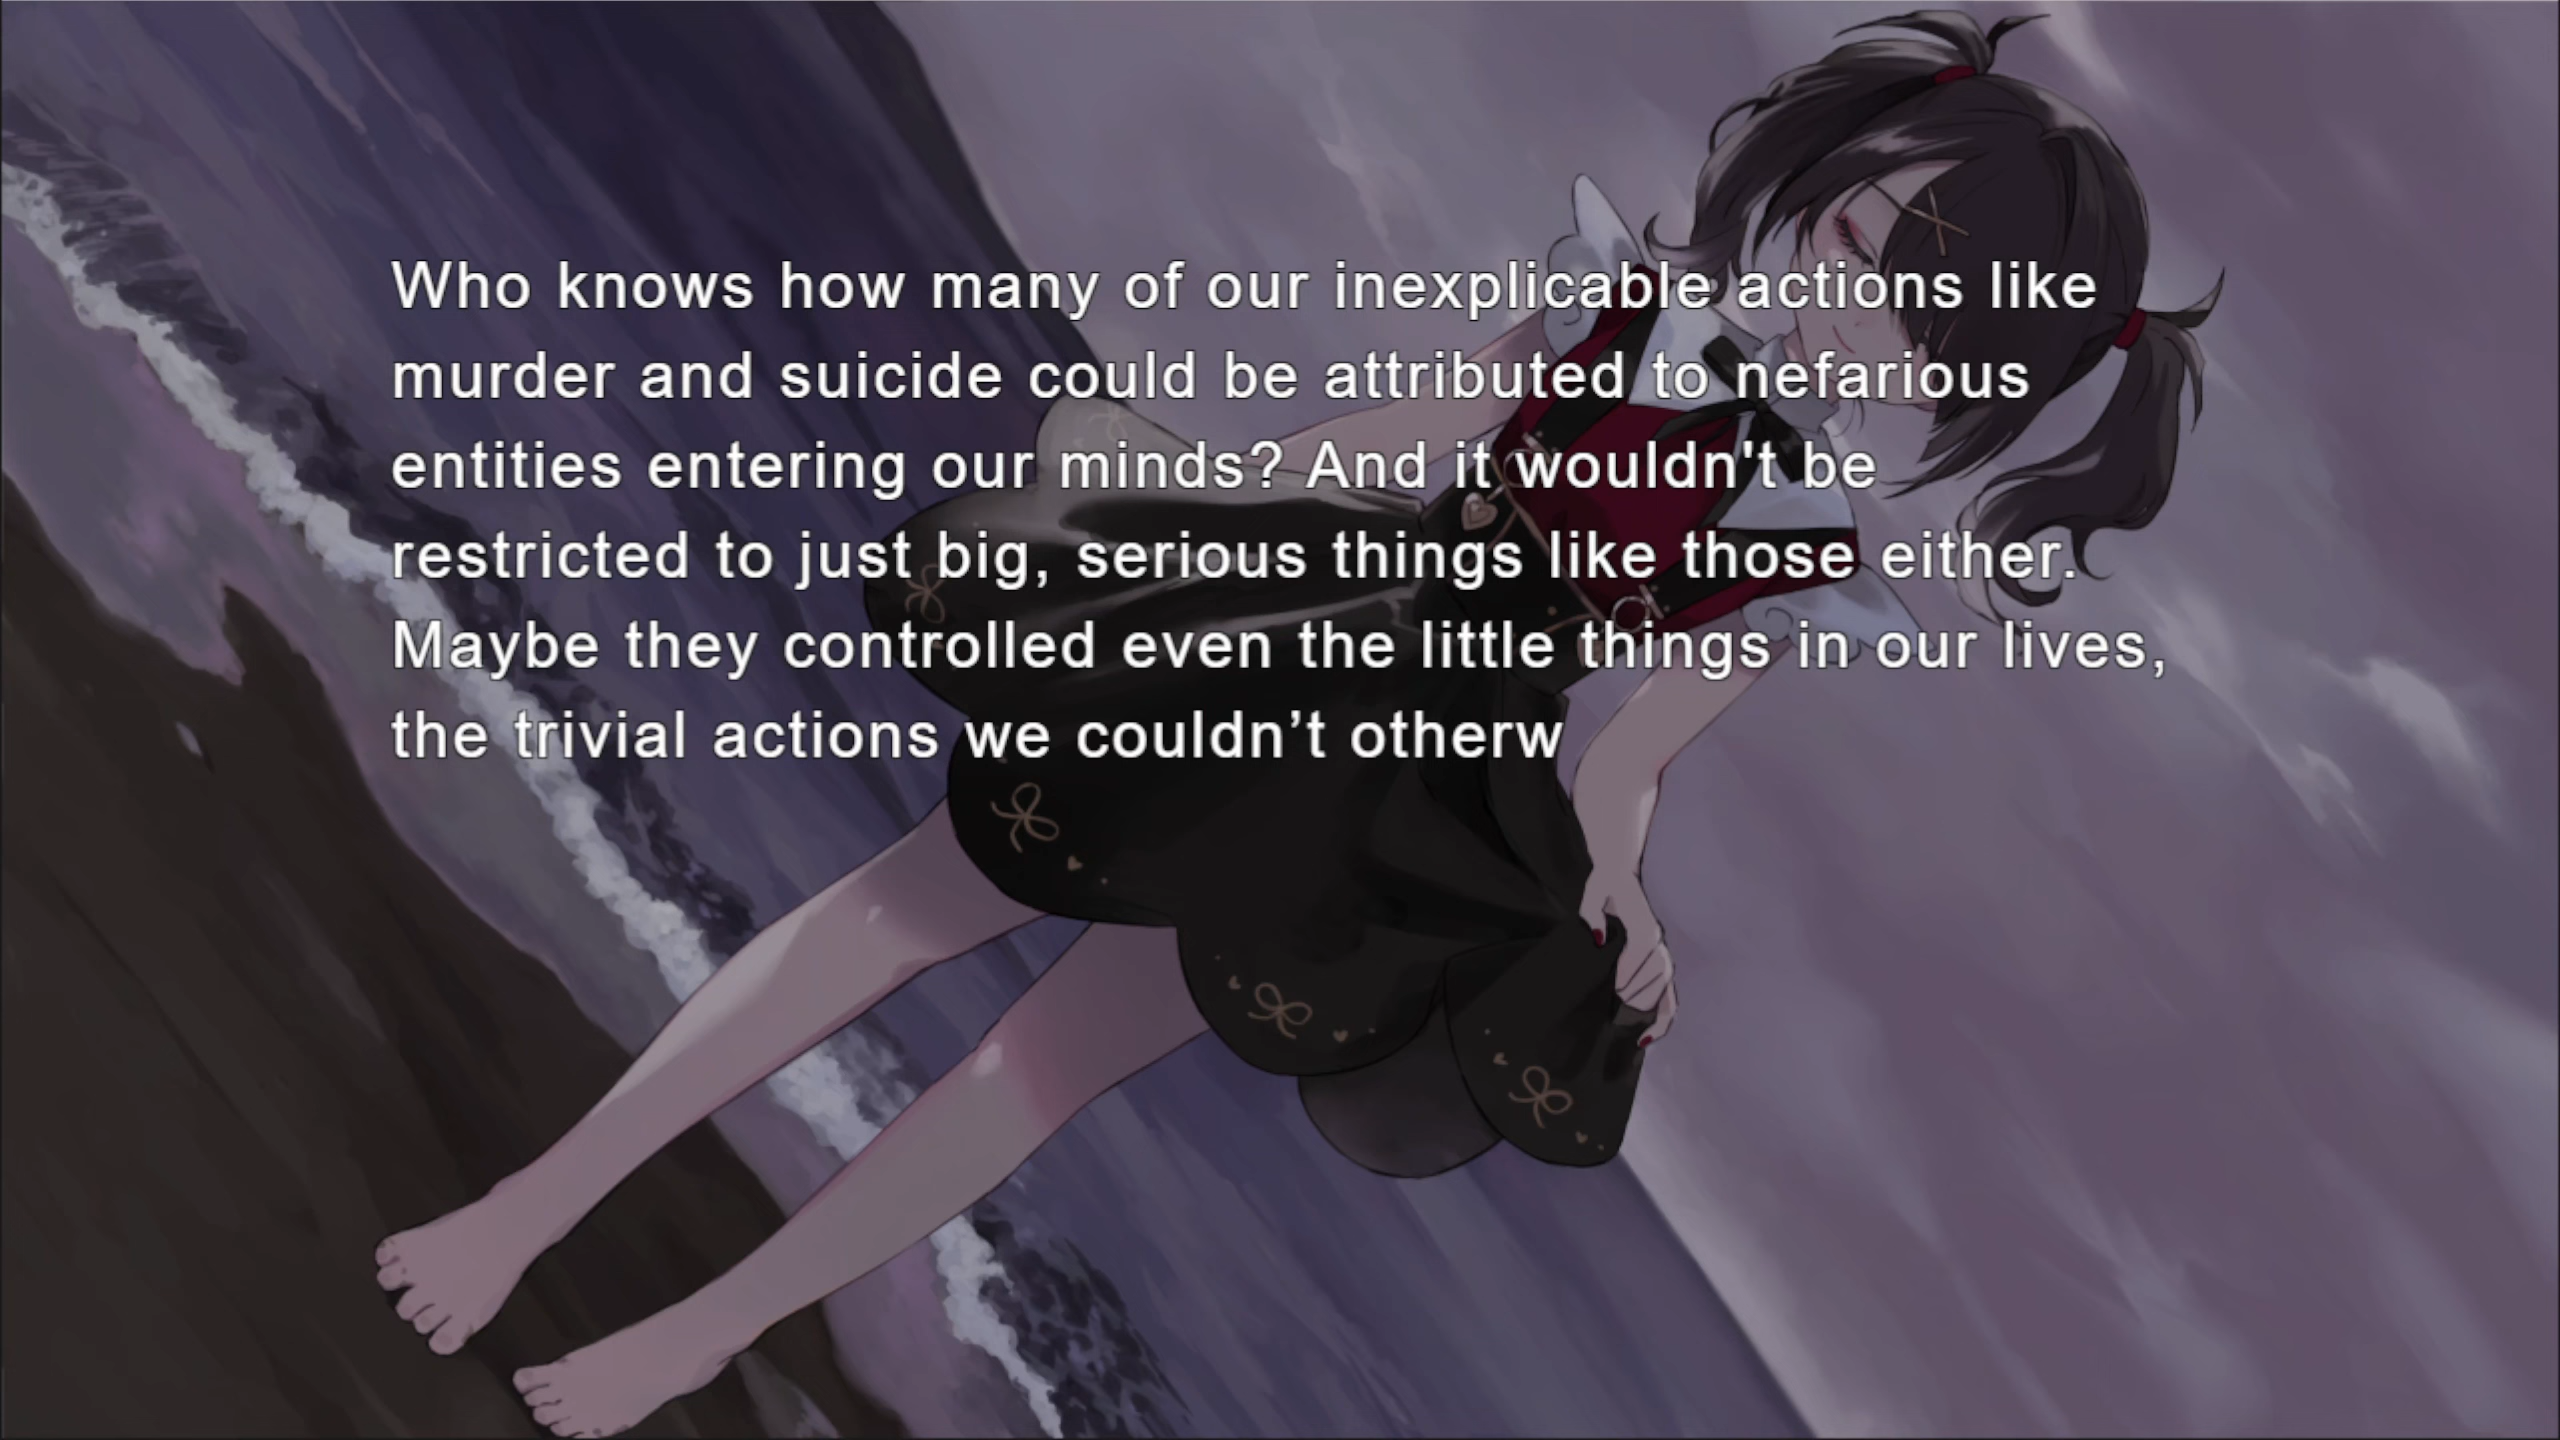 Who knows how many of our inexplicable actions like
murder and suicide could be attributed to nefarious
entities entering our minds? And it wouldn't be
restricted to just big, serious things like those either.
Maybe they controlled even the little things in our lives,
the trivial actions we couldn’t otherw